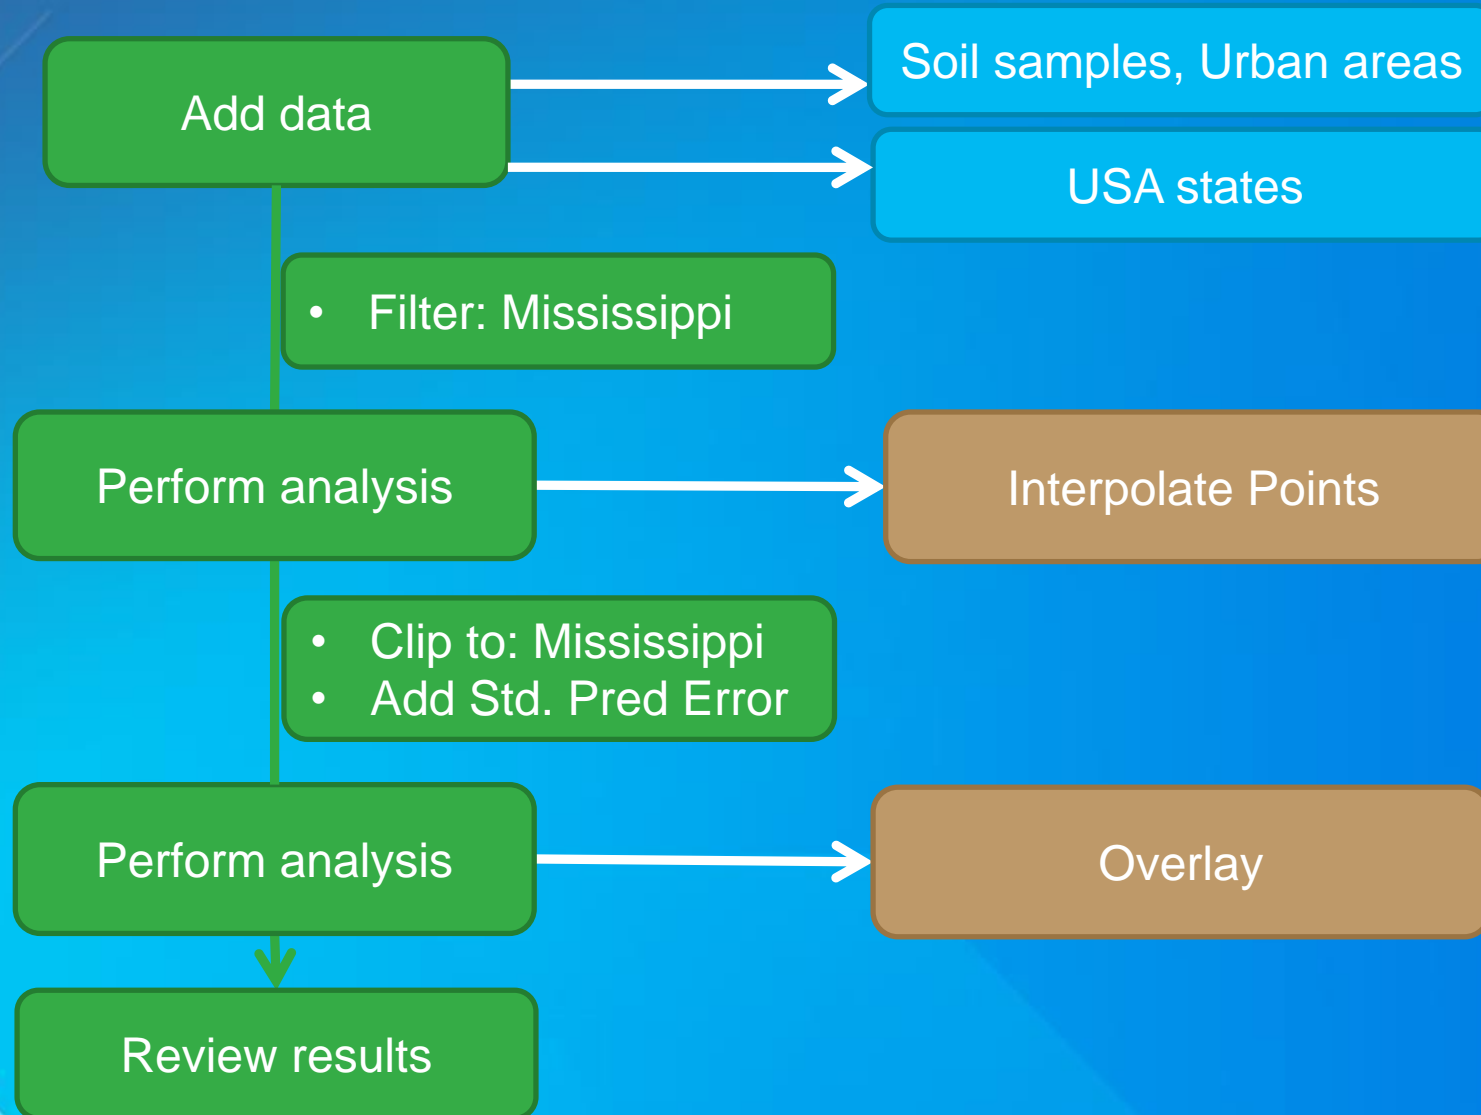 Add data
Soil samples, Urban areas
USA states
• Filter: Mississippi
Perform analysis
Interpolate Points
• Clip to: Mississippi
• Add Std. Pred Error
Perform analysis
Overlay
Review results